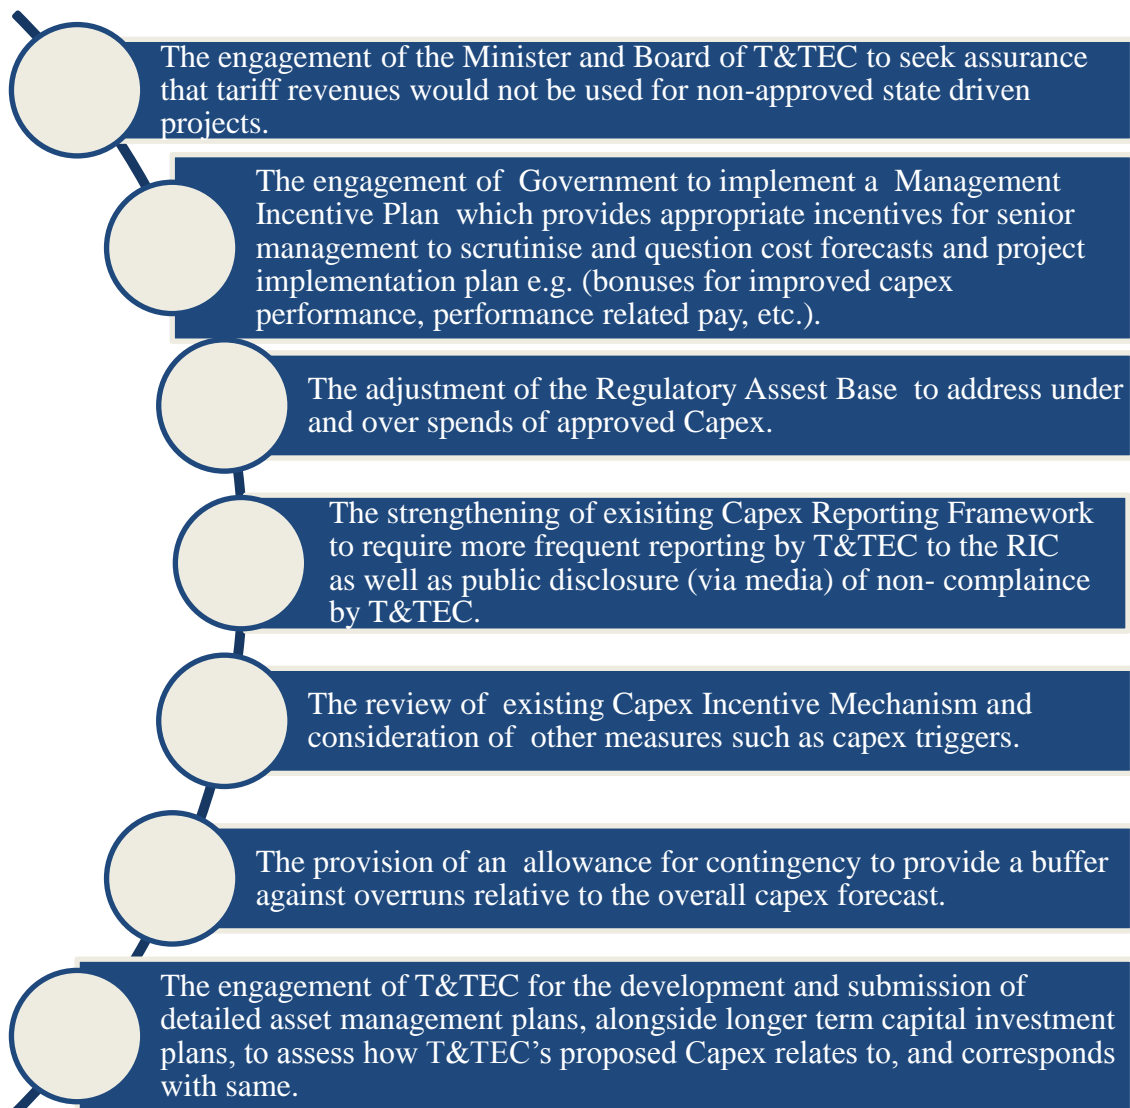 The engagement of the Minister and Board of T&TEC to seek assurance
that tariff revenues would not be used for non-approved state driven
projects.
The engagement of  Government to implement a  Management
Incentive Plan  which provides appropriate incentives for senior
management to scrutinise and question cost forecasts and project
implementation plan e.g. (bonuses for improved capex
performance, performance related pay, etc.).
The adjustment of the Regulatory Assest Base  to address under
and over spends of approved Capex.
The strengthening of exisiting Capex Reporting Framework
to require more frequent reporting by T&TEC to the RIC
as well as public disclosure (via media) of non- complaince
by T&TEC.
The review of  existing Capex Incentive Mechanism and
consideration of  other measures such as capex triggers.
The provision of an  allowance for contingency to provide a buffer
against overruns relative to the overall capex forecast.
The engagement of T&TEC for the development and submission of
detailed asset management plans, alongside longer term capital investment
plans, to assess how T&TEC’s proposed Capex relates to, and corresponds
with same.